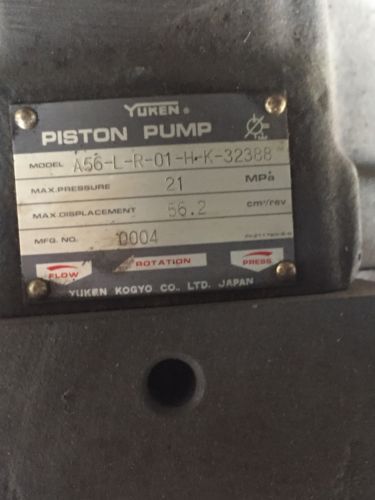 YUKEN®
PISTON PUMP
MODEL A56-L-R-01-H-K-32388
MAX.PRESSURE 21 MPa
MAX.DISPLACEMENT 56.2 cm³/rev
MFG. NO. 0004
FLOW ROTATION PRESS
YUKEN KOGYO CO., LTD. JAPAN